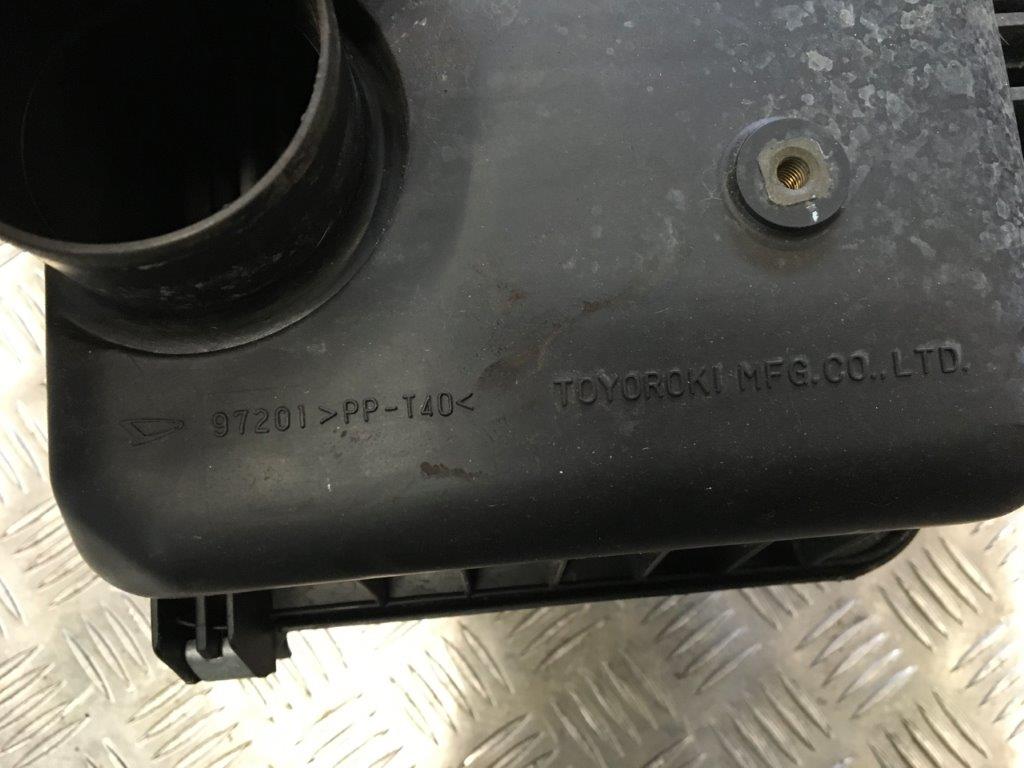 97201 >PP-T40<
TOYOROKI MFG.CO.,LTD.